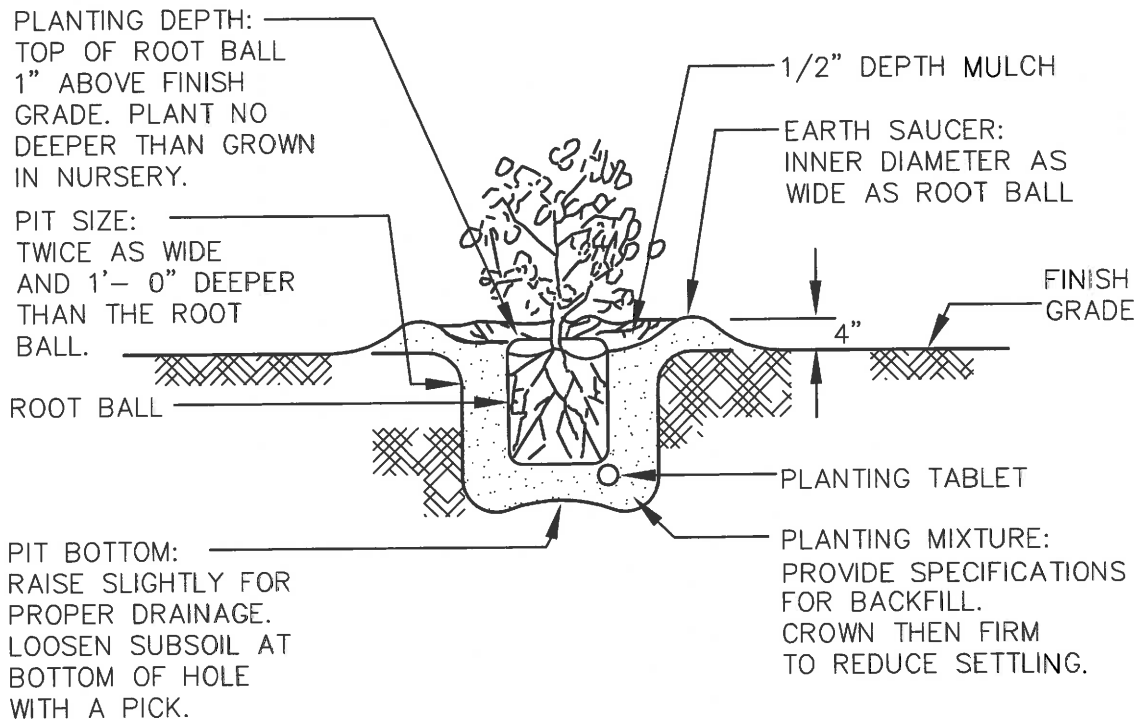 PLANTING DEPTH:
TOP OF ROOT BALL
1" ABOVE FINISH
GRADE. PLANT NO
DEEPER THAN GROWN
IN NURSERY.
PIT SIZE:
TWICE AS WIDE
AND 1'- 0" DEEPER
THAN THE ROOT
BALL.
ROOT BALL
PIT BOTTOM:
RAISE SLIGHTLY FOR
PROPER DRAINAGE.
LOOSEN SUBSOIL AT
BOTTOM OF HOLE
WITH A PICK.
1/2" DEPTH MULCH
EARTH SAUCER:
INNER DIAMETER AS
WIDE AS ROOT BALL
FINISH
GRADE
4"
PLANTING TABLET
PLANTING MIXTURE:
PROVIDE SPECIFICATIONS
FOR BACKFILL.
CROWN THEN FIRM
TO REDUCE SETTLING.